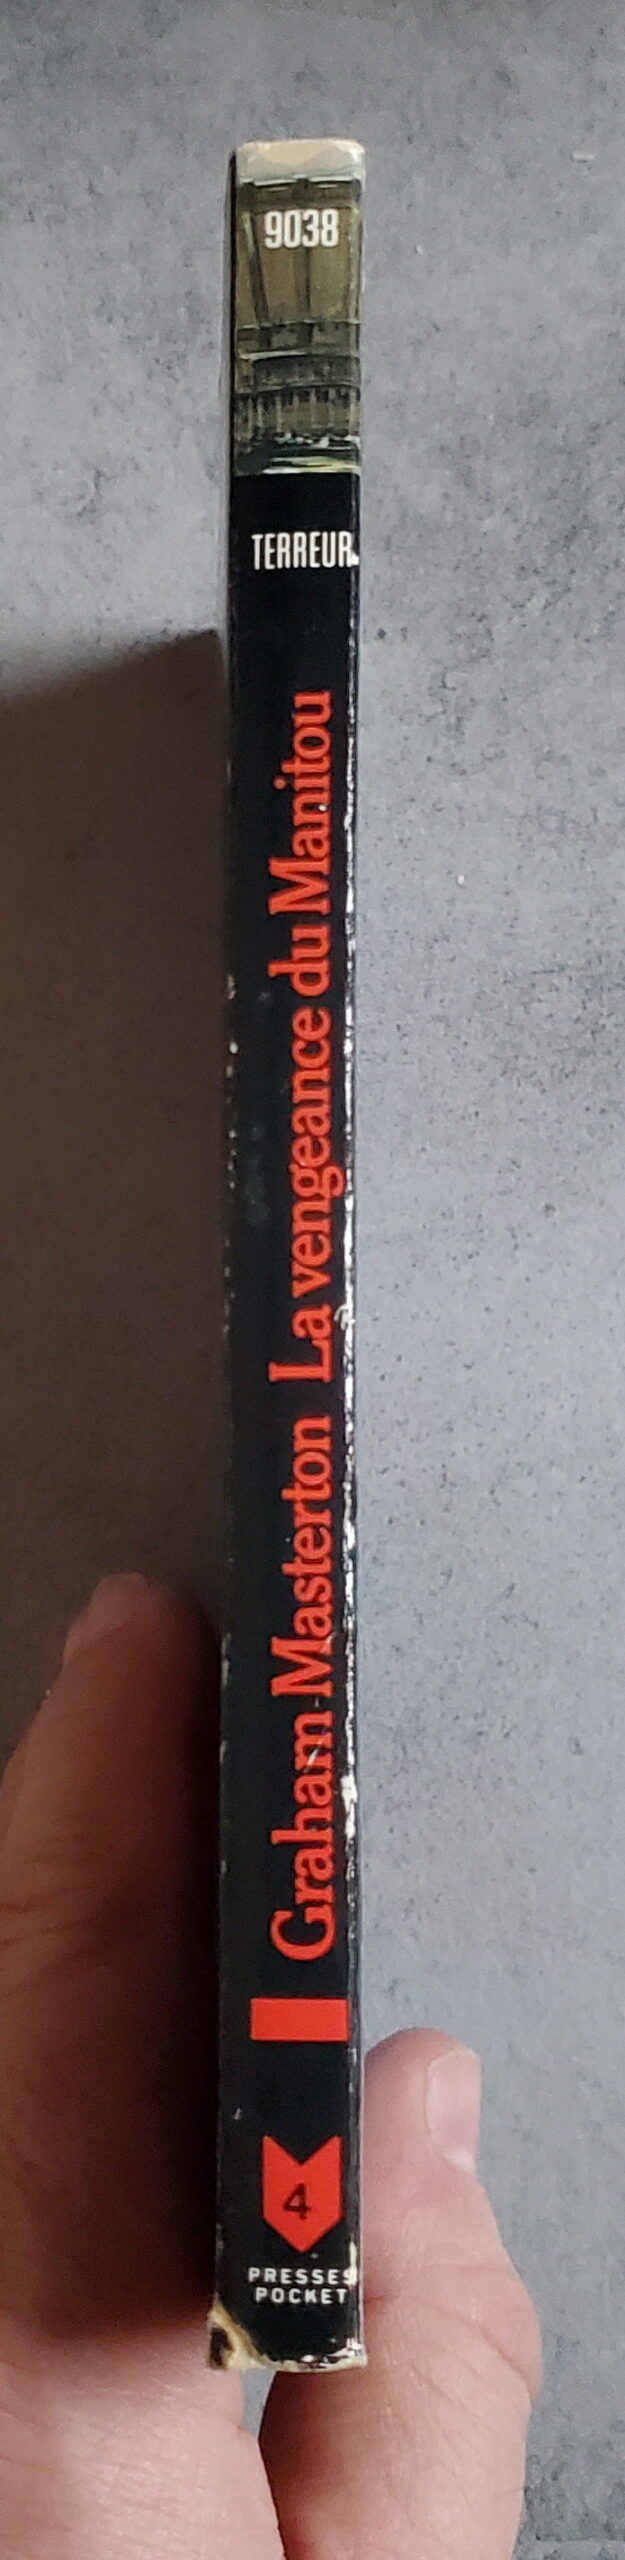 9038
TERREUR
Graham Masterton La vengeance du Manitou
4
PRESSES
POCKET